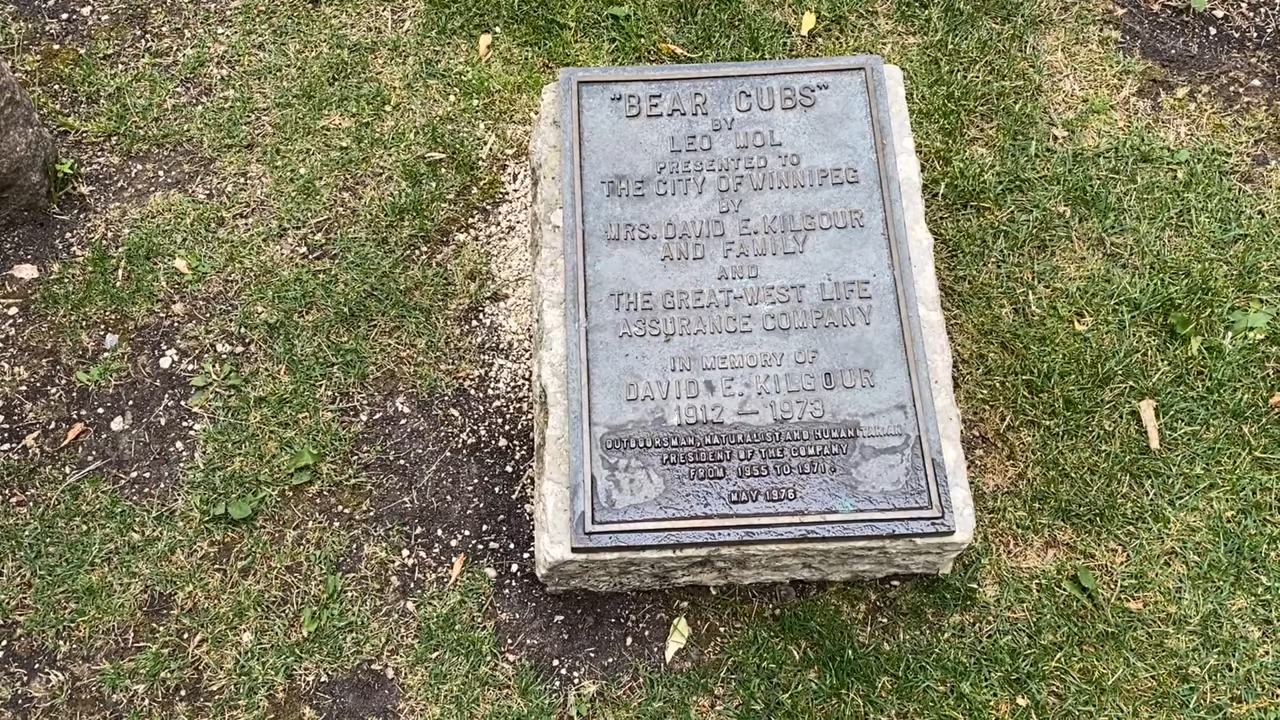 "BEAR CUBS"
BY
LEO MOL
PRESENTED TO
THE CITY OF WINNIPEG
BY
MRS. DAVID E. KILGOUR
AND FAMILY
AND
THE GREAT-WEST LIFE
ASSURANCE COMPANY
IN MEMORY OF
DAVID E. KILGOUR
1912 — 1973
OUTDOORSMAN, NATURALIST AND HUMANITARIAN
PRESIDENT OF THE COMPANY
FROM 1955 TO 1971.
MAY 1976